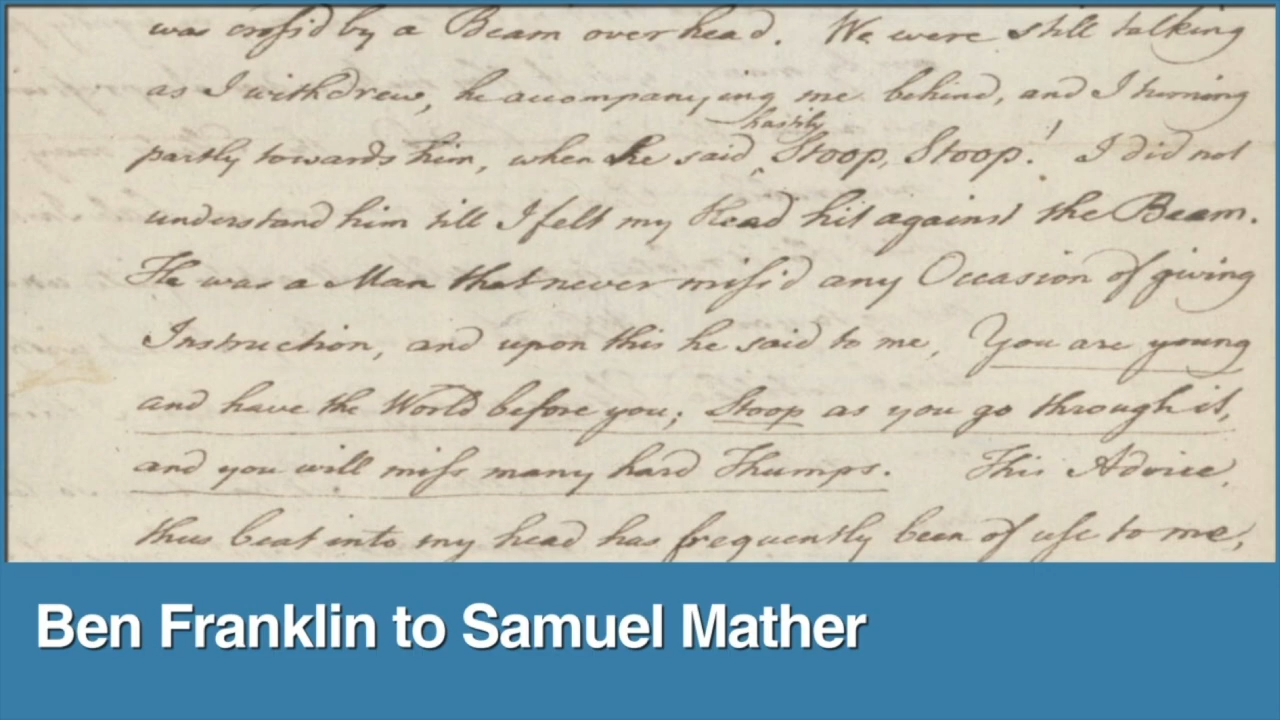 was cross'd by a Beam over head. We were still talking
as I withdrew, he accompanying me behind, and I turning
hastily
partly towards him, when he said ‸ Stoop, Stoop! I did not
understand him till I felt my Head hit against the Beam.
He was a Man that never miss'd any Occasion of giving
Instruction, and upon this he said to me, You are young
and have the World before you; Stoop as you go through it,
and you will miss many hard Thumps. This Advice,
thus beat into my head has frequently been of use to me,
Ben Franklin to Samuel Mather